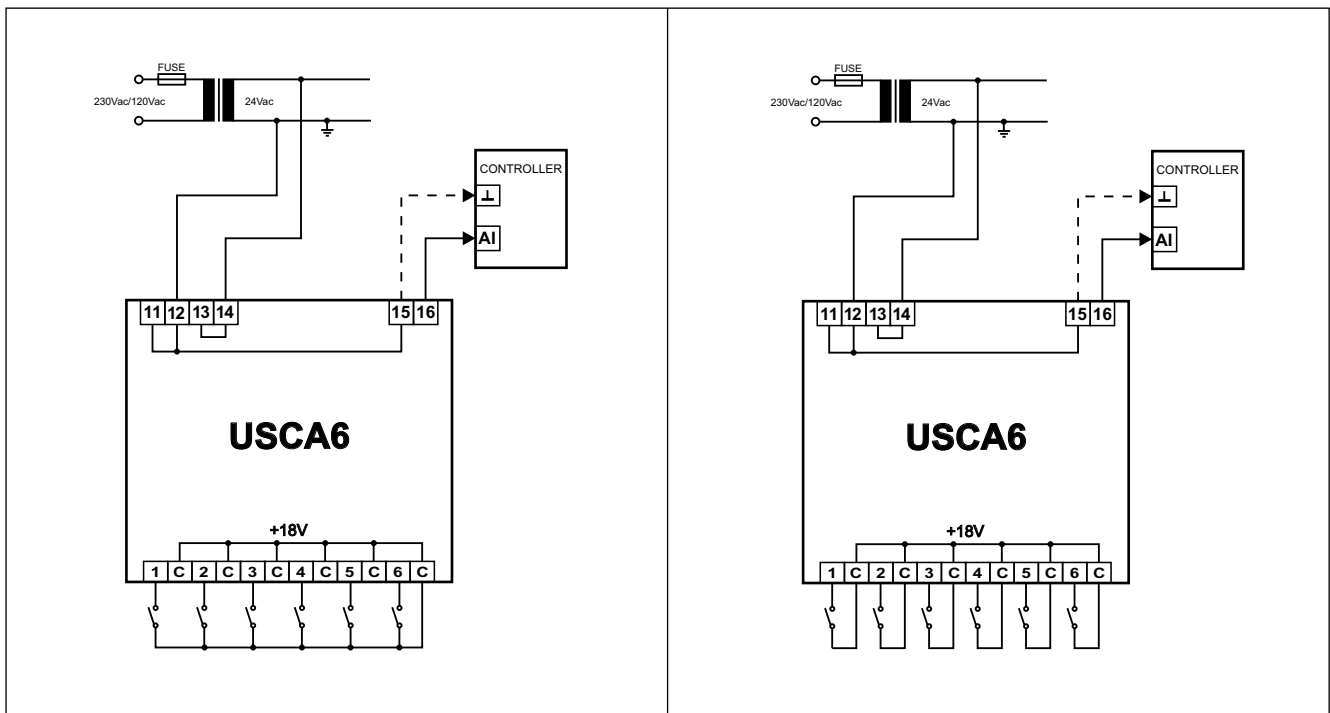 FUSE
230Vac/120Vac
24Vac
CONTROLLER
⊥
AI
11 12 13 14 15 16
USCA6
+18V
1 C 2 C 3 C 4 C 5 C 6 C
FUSE
230Vac/120Vac
24Vac
CONTROLLER
⊥
AI
11 12 13 14 15 16
USCA6
+18V
1 C 2 C 3 C 4 C 5 C 6 C